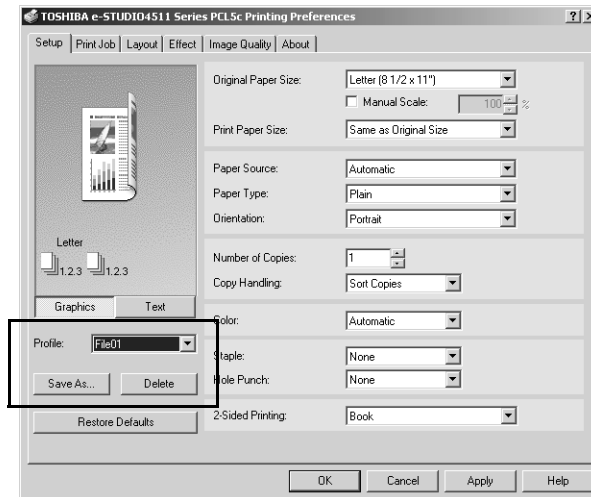 TOSHIBA e-STUDIO4511 Series PCL5c Printing Preferences
Setup Print Job Layout Effect Image Quality About
Original Paper Size: Letter (8 1/2 x 11")
Manual Scale: 100 %
Print Paper Size: Same as Original Size
Paper Source: Automatic
Paper Type: Plain
Orientation: Portrait
Letter
1.2.3 1.2.3
Number of Copies: 1
Copy Handling: Sort Copies
Graphics Text
Color: Automatic
Profile: File01
Staple: None
Save As... Delete
Hole Punch: None
Restore Defaults
2-Sided Printing: Book
OK Cancel Apply Help